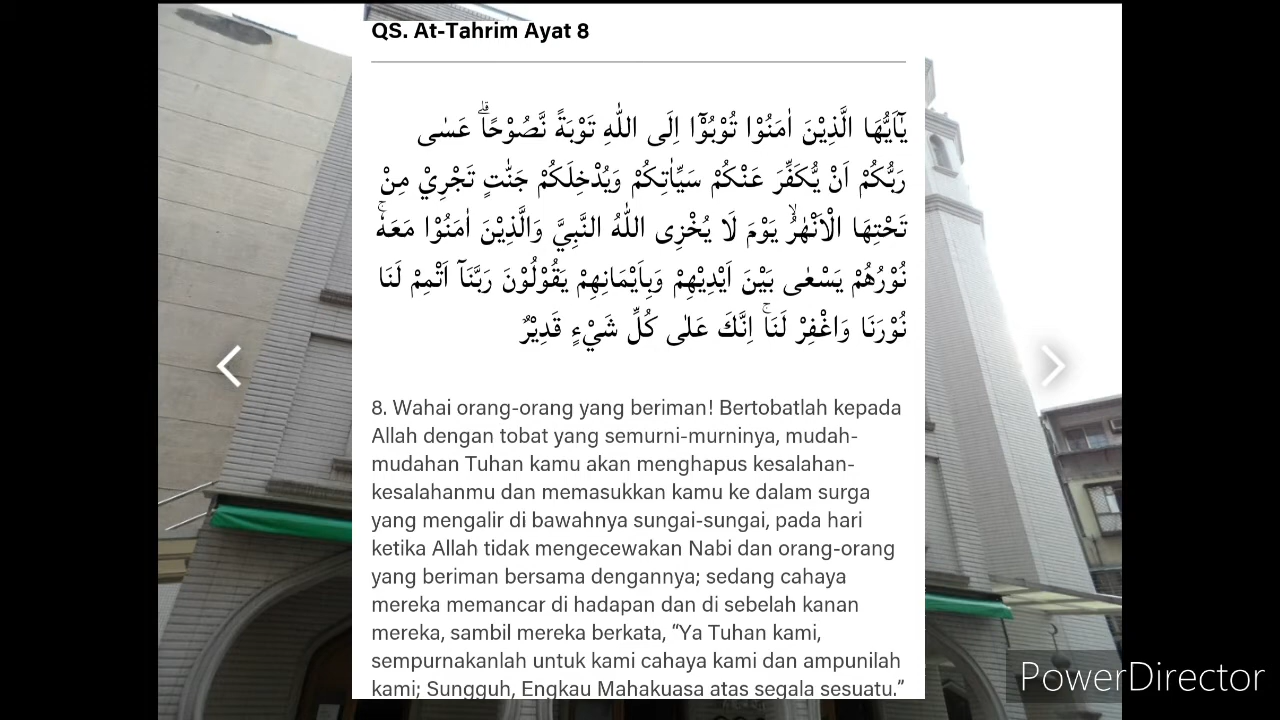 QS. At-Tahrim Ayat 8
يٰٓاَيُّهَا الَّذِيْنَ اٰمَنُوْا تُوْبُوْٓا اِلَى اللّٰهِ تَوْبَةً نَّصُوْحًاۗ عَسٰى
رَبُّكُمْ اَنْ يُّكَفِّرَ عَنْكُمْ سَيِّاٰتِكُمْ وَيُدْخِلَكُمْ جَنّٰتٍ تَجْرِيْ مِنْ
تَحْتِهَا الْاَنْهٰرُۙ يَوْمَ لَا يُخْزِى اللّٰهُ النَّبِيَّ وَالَّذِيْنَ اٰمَنُوْا مَعَهٗۚ
نُوْرُهُمْ يَسْعٰى بَيْنَ اَيْدِيْهِمْ وَبِاَيْمَانِهِمْ يَقُوْلُوْنَ رَبَّنَآ اَتْمِمْ لَنَا
نُوْرَنَا وَاغْفِرْ لَنَاۚ اِنَّكَ عَلٰى كُلِّ شَيْءٍ قَدِيْرٌ
8. Wahai orang-orang yang beriman! Bertobatlah kepada
Allah dengan tobat yang semurni-murninya, mudah-
mudahan Tuhan kamu akan menghapus kesalahan-
kesalahanmu dan memasukkan kamu ke dalam surga
yang mengalir di bawahnya sungai-sungai, pada hari
ketika Allah tidak mengecewakan Nabi dan orang-orang
yang beriman bersama dengannya; sedang cahaya
mereka memancar di hadapan dan di sebelah kanan
mereka, sambil mereka berkata, “Ya Tuhan kami,
sempurnakanlah untuk kami cahaya kami dan ampunilah
kami; Sungguh, Engkau Mahakuasa atas segala sesuatu.”
PowerDirector